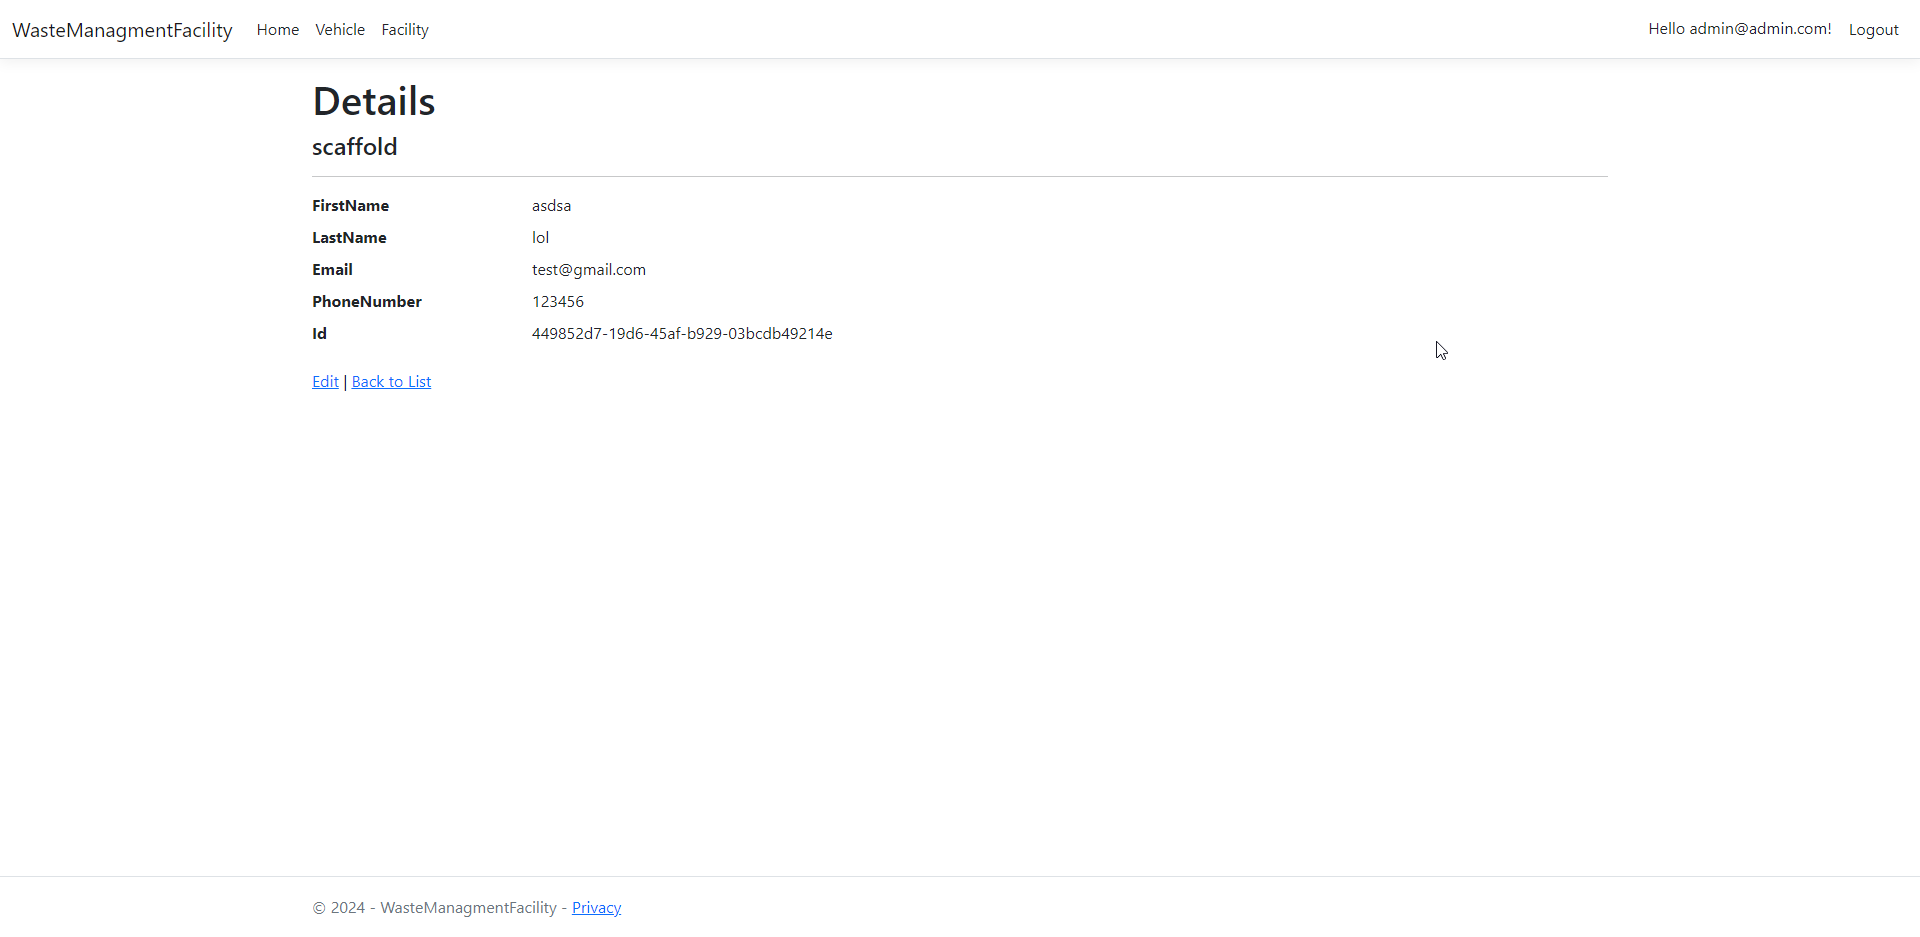 WasteManagmentFacility Home Vehicle Facility Hello admin@admin.com! Logout
Details
scaffold
FirstName asdsa
LastName lol
Email test@gmail.com
PhoneNumber 123456
Id 449852d7-19d6-45af-b929-03bcdb49214e
Edit | Back to List
© 2024 - WasteManagmentFacility - Privacy